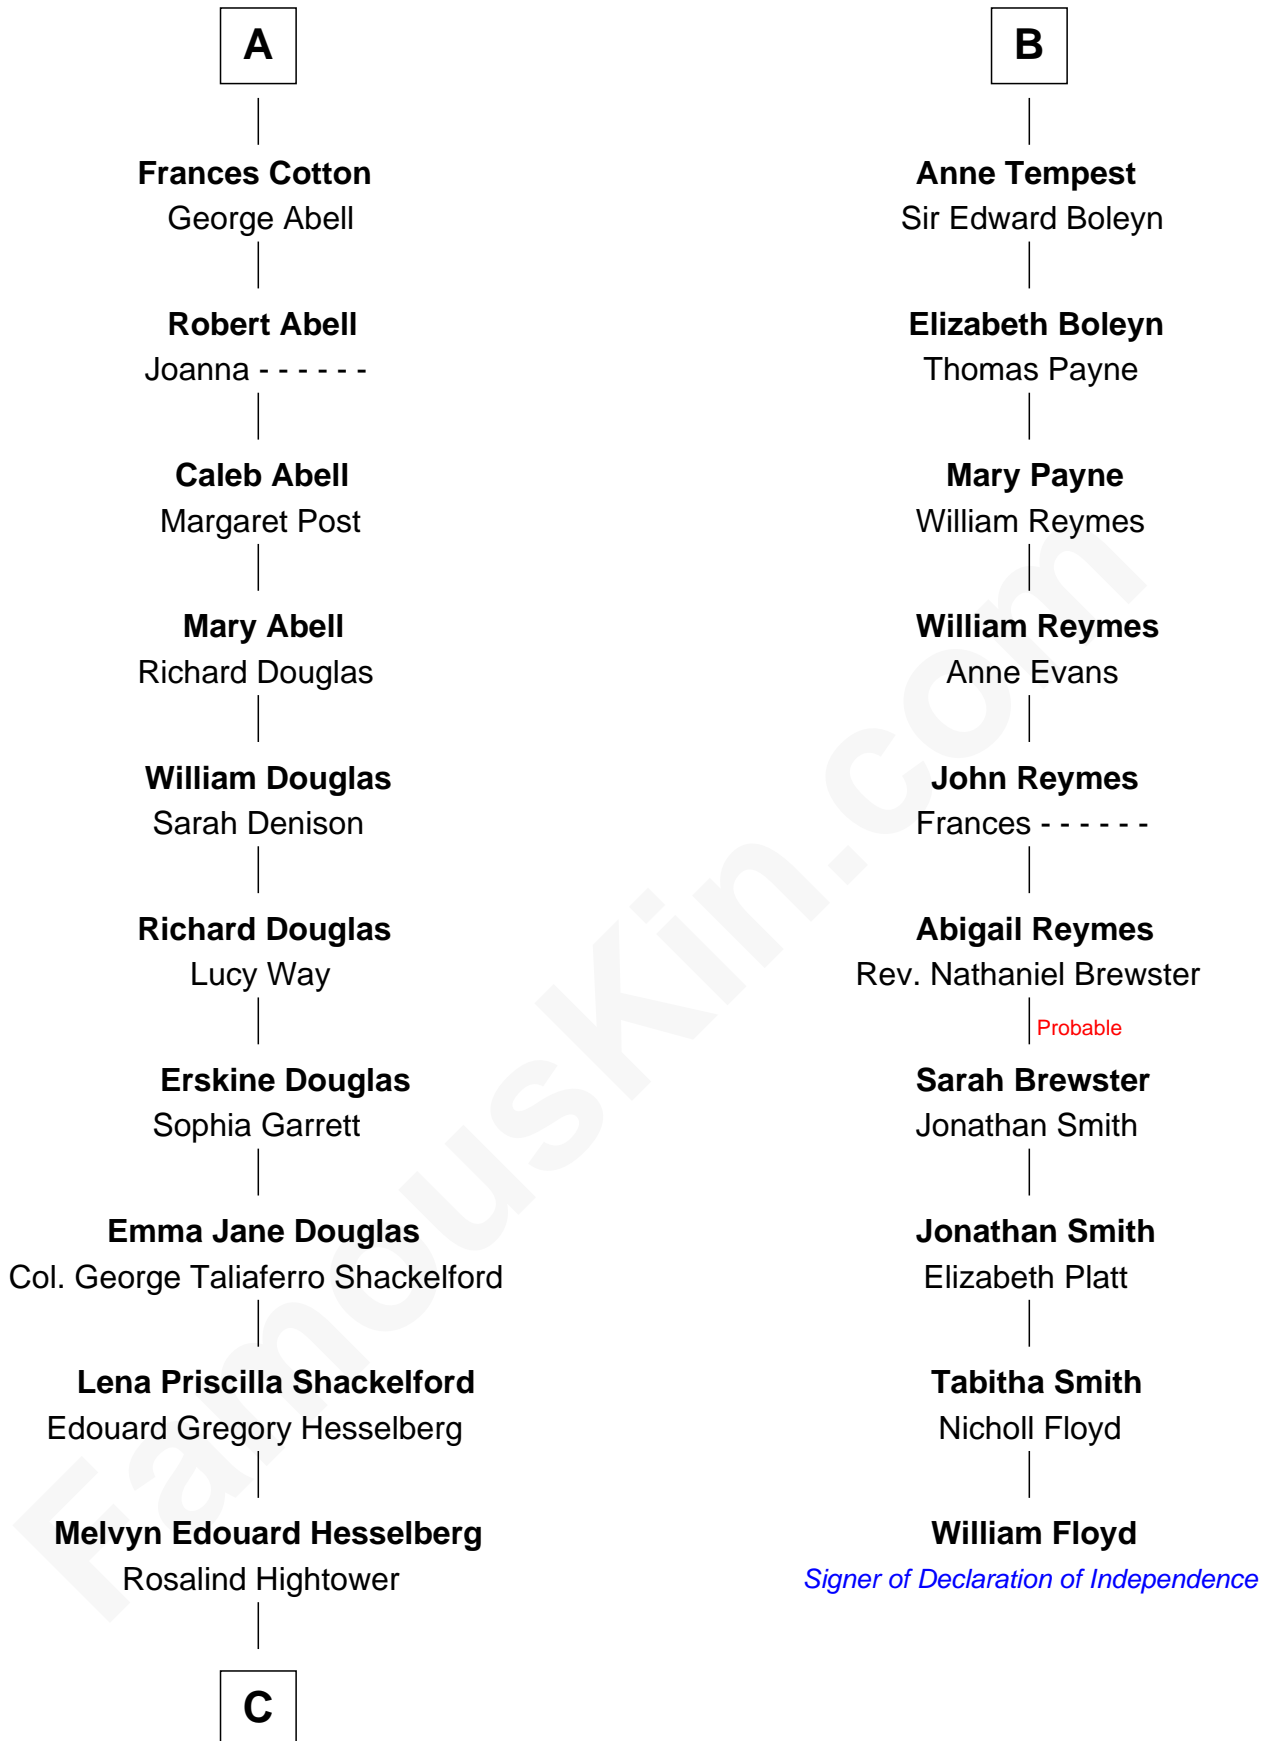 A
Frances Cotton
George Abell
Robert Abell
Joanna - - - - - -
Caleb Abell
Margaret Post
Mary Abell
Richard Douglas
William Douglas
Sarah Denison
Richard Douglas
Lucy Way
Erskine Douglas
Sophia Garrett
Emma Jane Douglas
Col. George Taliaferro Shackelford
Lena Priscilla Shackelford
Edouard Gregory Hesselberg
Melvyn Edouard Hesselberg
Rosalind Hightower
C
B
Anne Tempest
Sir Edward Boleyn
Elizabeth Boleyn
Thomas Payne
Mary Payne
William Reymes
William Reymes
Anne Evans
John Reymes
Frances - - - - - -
Abigail Reymes
Rev. Nathaniel Brewster
Probable
Sarah Brewster
Jonathan Smith
Jonathan Smith
Elizabeth Platt
Tabitha Smith
Nicholl Floyd
William Floyd
Signer of Declaration of Independence
FamousKin.com